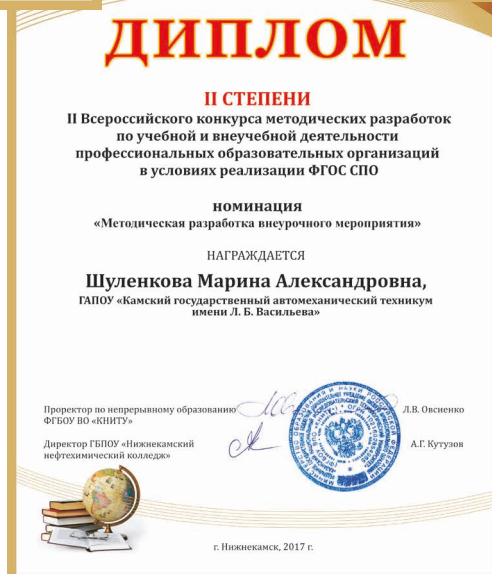 ДИПЛОМ
II СТЕПЕНИ
II Всероссийского конкурса методических разработок
по учебной и внеучебной деятельности
профессиональных образовательных организаций
в условиях реализации ФГОС СПО
номинация
«Методическая разработка внеурочного мероприятия»
НАГРАЖДАЕТСЯ
Шуленкова Марина Александровна,
ГАПОУ «Камский государственный автомеханический техникум
имени Л. Б. Васильева»
Проректор по непрерывному образованию
ФГБОУ ВО «КНИТУ»
Л.В. Овсиенко
Директор ГБПОУ «Нижнекамский
нефтехимический колледж»
А.Г. Кутузов
г. Нижнекамск, 2017 г.